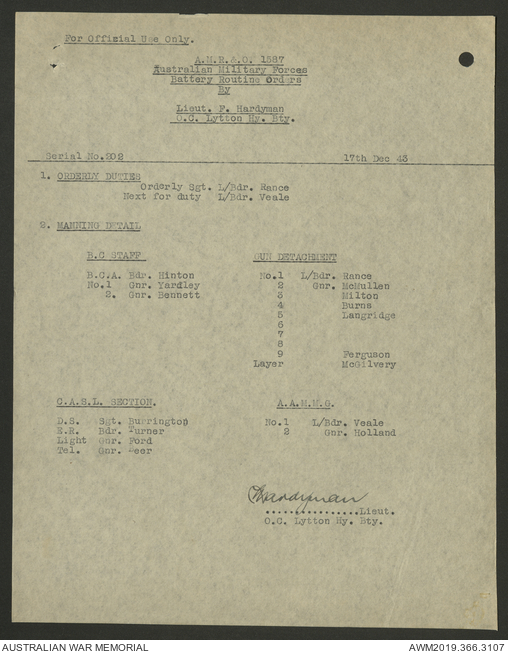 For Official Use Only.
A.M.R.&.O. 1587
Australian Military Forces
Battery Routine Orders
By
Lieut. F. Hardyman
O.C. Lytton Hy. Bty.
Serial No.202 17th Dec 43
1. ORDERLY DUTIES
Orderly Sgt. L/Bdr. Rance
Next for duty L/Bdr. Veale
2. MANNING DETAIL
B.C STAFF
B.C.A. Bdr. Hinton
No.1 Gnr. Yardley
2. Gnr. Bennett
GUN DETACHMENT
No.1 L/Bdr. Rance
2 Gnr. McMullen
3 Milton
4 Burns
5 Langridge
6
7
8
9 Ferguson
Layer McGilvery
C.A.S.L. SECTION.
D.S. Sgt. Burrington
E.R. Bdr. Turner
Light Gnr. Ford
Tel. Gnr. Beer
A.A.M.M.G.
No.1 L/Bdr. Veale
2 Gnr. Holland
FHardyman
...............Lieut.
O.C. Lytton Hy. Bty.
AUSTRALIAN WAR MEMORIAL AWM2019.366.3107